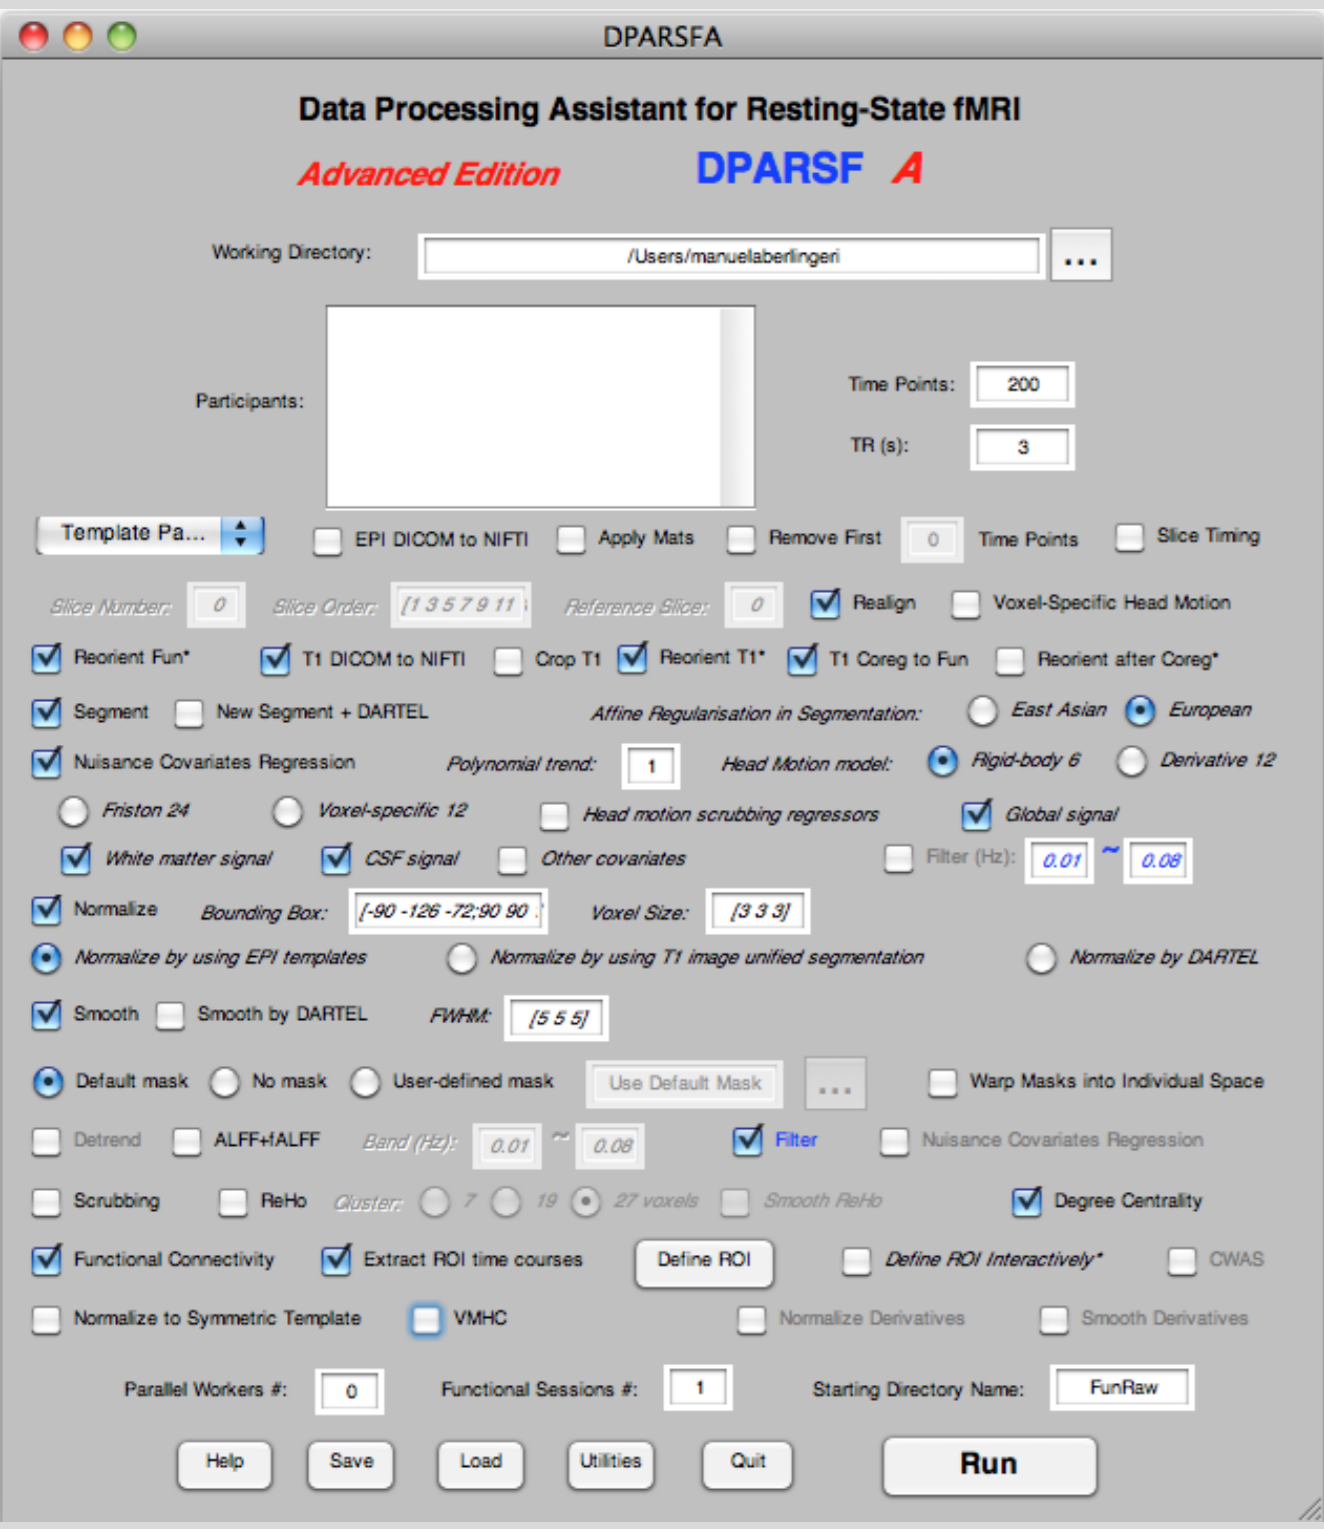 DPARSFA
Data Processing Assistant for Resting-State fMRI
Advanced Edition DPARSF A
Working Directory: /Users/manuelaberlingeri ...
Participants:
Time Points: 200
TR (s): 3
Template Pa... EPI DICOM to NIFTI Apply Mats Remove First 0 Time Points Slice Timing
Slice Number: 0 Slice Order: [1 3 5 7 9 11 Reference Slice: 0 Realign Voxel-Specific Head Motion
Reorient Fun* T1 DICOM to NIFTI Crop T1 Reorient T1* T1 Coreg to Fun Reorient after Coreg*
Segment New Segment + DARTEL Affine Regularisation in Segmentation: East Asian European
Nuisance Covariates Regression Polynomial trend: 1 Head Motion model: Rigid-body 6 Derivative 12
Friston 24 Voxel-specific 12 Head motion scrubbing regressors Global signal
White matter signal CSF signal Other covariates Filter (Hz): 0.01 ~ 0.08
Normalize Bounding Box: [-90 -126 -72;90 90 Voxel Size: [3 3 3]
Normalize by using EPI templates Normalize by using T1 image unified segmentation Normalize by DARTEL
Smooth Smooth by DARTEL FWHM: [5 5 5]
Default mask No mask User-defined mask Use Default Mask ... Warp Masks into Individual Space
Detrend ALFF+fALFF Band (Hz): 0.01 ~ 0.08 Filter Nuisance Covariates Regression
Scrubbing ReHo Cluster: 7 19 27 voxels Smooth ReHo Degree Centrality
Functional Connectivity Extract ROI time courses Define ROI Define ROI Interactively* CWAS
Normalize to Symmetric Template VMHC Normalize Derivatives Smooth Derivatives
Parallel Workers #: 0 Functional Sessions #: 1 Starting Directory Name: FunRaw
Help Save Load Utilities Quit Run